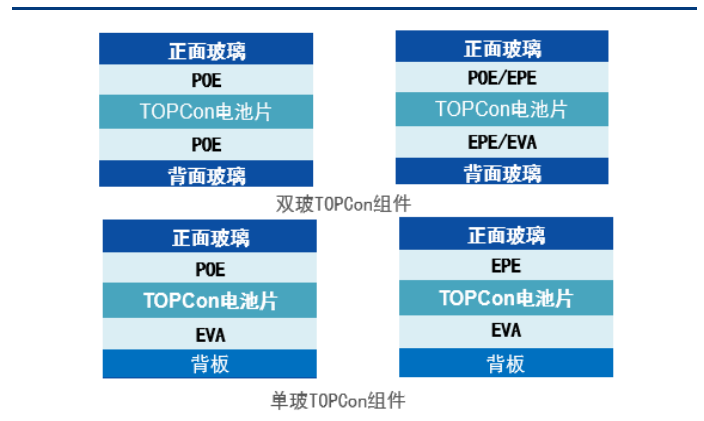 正面玻璃
POE
TOPCon电池片
POE
背面玻璃
正面玻璃
POE/EPE
TOPCon电池片
EPE/EVA
背面玻璃
双玻TOPCon组件
正面玻璃
POE
TOPCon电池片
EVA
背板
正面玻璃
EPE
TOPCon电池片
EVA
背板
单玻TOPCon组件